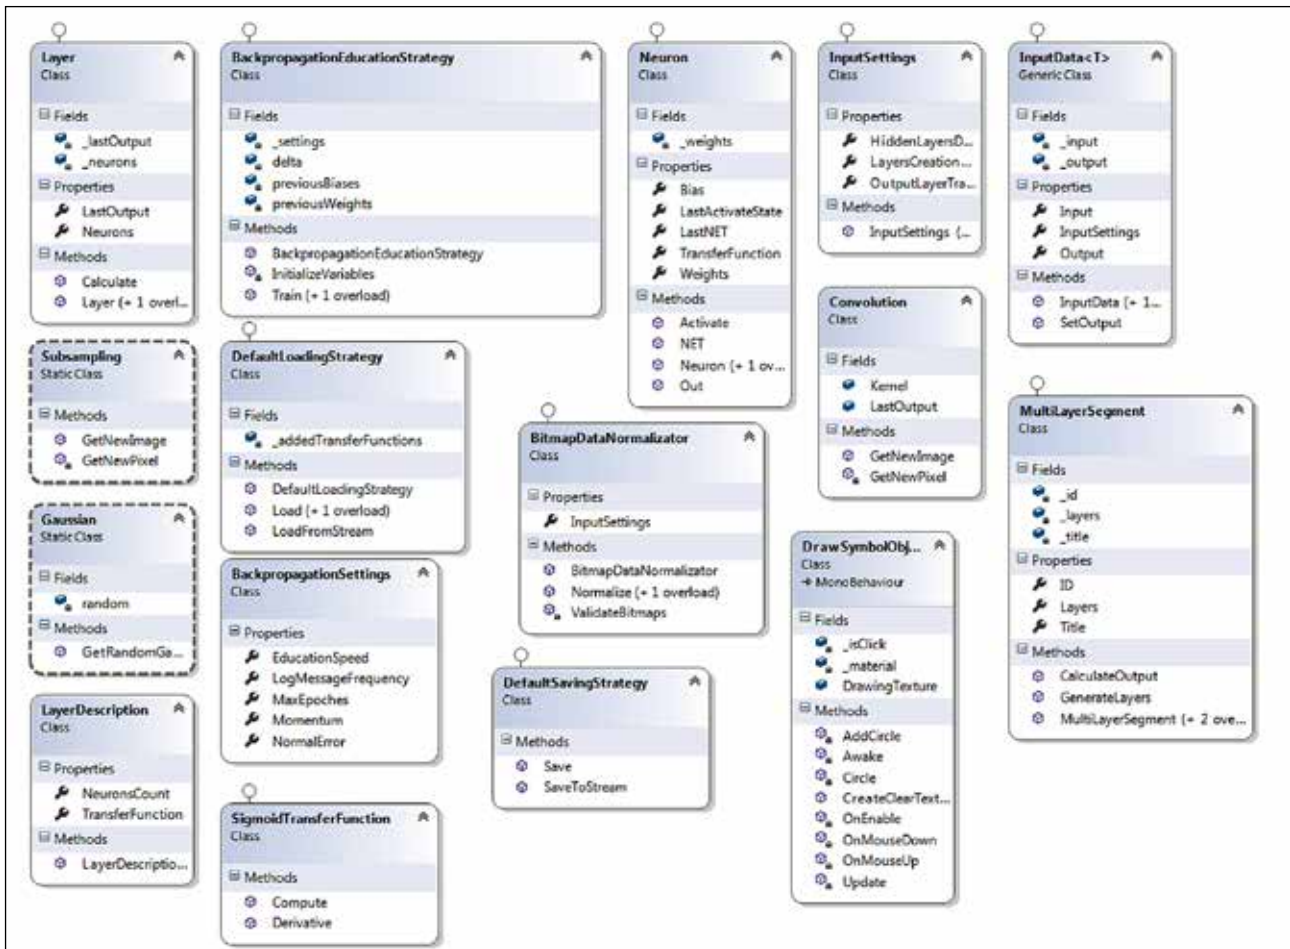 Layer
Class
Fields
_lastOutput
_neurons
Properties
LastOutput
Neurons
Methods
Calculate
Layer (+ 1 overl...
BackpropagationEducationStrategy
Class
Fields
_settings
delta
previousBiases
previousWeights
Methods
BackpropagationEducationStrategy
InitializeVariables
Train (+ 1 overload)
Neuron
Class
Fields
_weights
Properties
Bias
LastActivateState
LastNET
TransferFunction
Weights
Methods
Activate
NET
Neuron (+ 1 ov...
Out
InputSettings
Class
Properties
HiddenLayersD...
LayersCreation...
OutputLayerTra...
Methods
InputSettings (...
InputData<T>
Generic Class
Fields
_input
_output
Properties
Input
InputSettings
Output
Methods
InputData (+ 1...
SetOutput
Subsampling
Static Class
Methods
GetNewImage
GetNewPixel
DefaultLoadingStrategy
Class
Fields
_addedTransferFunctions
Methods
DefaultLoadingStrategy
Load (+ 1 overload)
LoadFromStream
Convolution
Class
Fields
Kernel
LastOutput
Methods
GetNewImage
GetNewPixel
MultiLayerSegment
Class
Fields
_id
_layers
_title
Properties
ID
Layers
Title
Methods
CalculateOutput
GenerateLayers
MultiLayerSegment (+ 2 ove...
BitmapDataNormalizator
Class
Properties
InputSettings
Methods
BitmapDataNormalizator
Normalize (+ 1 overload)
ValidateBitmaps
Gaussian
Static Class
Fields
random
Methods
GetRandomGa...
BackpropagationSettings
Class
Properties
EducationSpeed
LogMessageFrequency
MaxEpoches
Momentum
NormalError
DrawSymbolObj...
Class
MonoBehaviour
Fields
_isClick
_material
DrawingTexture
Methods
AddCircle
Awake
Circle
CreateClearText...
OnEnable
OnMouseDown
OnMouseUp
Update
DefaultSavingStrategy
Class
Methods
Save
SaveToStream
LayerDescription
Class
Properties
NeuronsCount
TransferFunction
Methods
LayerDescriptio...
SigmoidTransferFunction
Class
Methods
Compute
Derivative